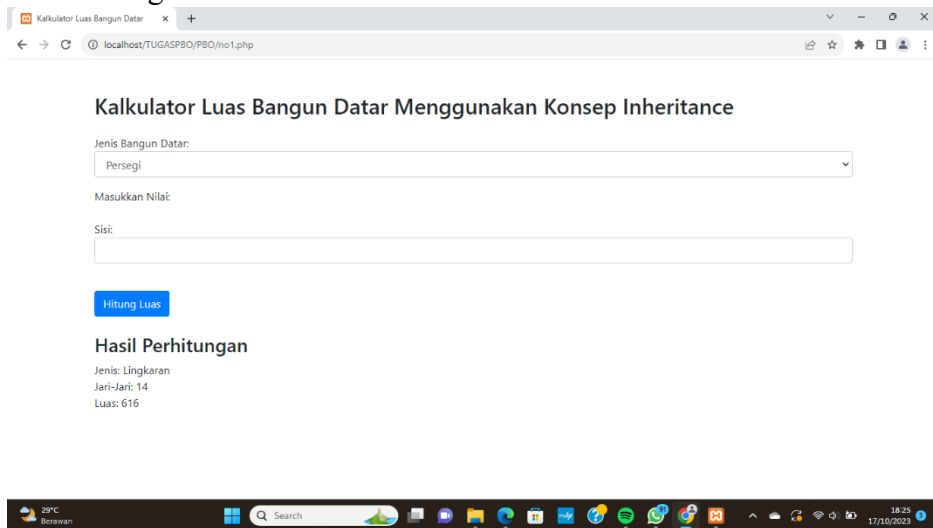 Kalkulator Luas Bangun Datar
localhost/TUGASPBO/PBO/no1.php
Kalkulator Luas Bangun Datar Menggunakan Konsep Inheritance
Jenis Bangun Datar:
Persegi
Masukkan Nilai:
Sisi:
Hitung Luas
Hasil Perhitungan
Jenis: Lingkaran
Jari-Jari: 14
Luas: 616
29°C
Berawan
Search
18:25
17/10/2023